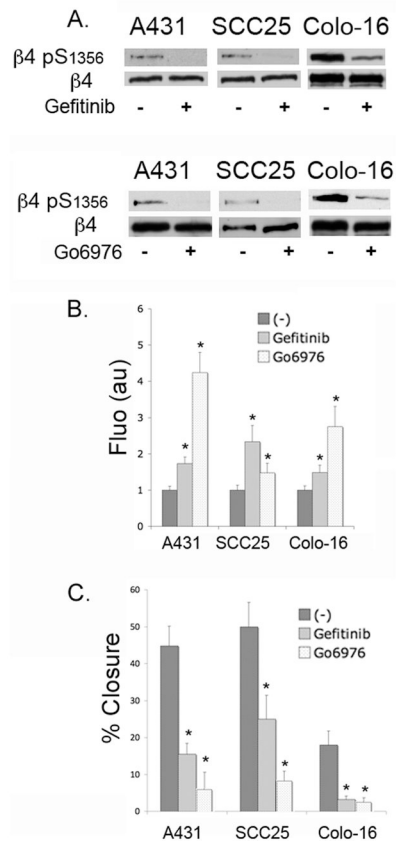 A.
A431 SCC25 Colo-16
β4 pS1356
β4
Gefitinib - + - + - +
A431 SCC25 Colo-16
β4 pS1356
β4
Go6976 - + - + - +
B.
6
5
4
3
2
1
0
Fluo (au)
(-)
Gefitinib
Go6976
* * * * * *
A431 SCC25 Colo-16
C.
60
50
40
30
20
10
0
% Closure
(-)
Gefitinib
Go6976
* * * * * *
A431 SCC25 Colo-16